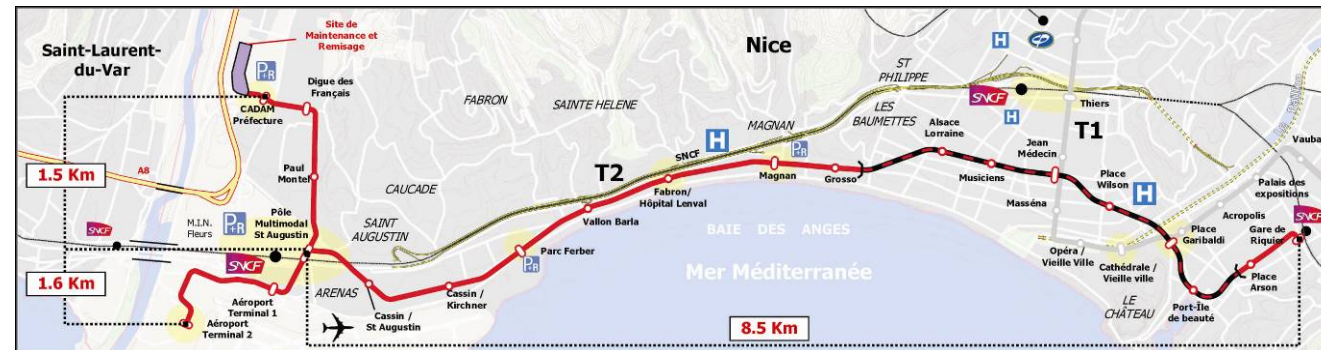 Saint-Laurent-
du-Var
Site de
Maintenance et
Remisage
P+R
CADAM
Préfecture
Digue des
Français
1.5 Km
A8
Paul
Montel
SNCF
M.I.N.
Fleurs
P+R
Pôle
Multimodal
St Augustin
SNCF
1.6 Km
Aéroport
Terminal 1
Aéroport
Terminal 2
ARENAS
SAINT
AUGUSTIN
CAUCADE
Cassin /
St Augustin
Cassin /
Kirchner
P+R
Parc Ferber
FABRON
SAINTE HELENE
T2
Vallon Barla
SNCF
H
Fabron/
Hôpital Lenval
Nice
MAGNAN
P+R
Magnan
Grosso
ST
PHILIPPE
LES
BAUMETTES
BAIE DES ANGES
Mer Méditerranée
8.5 Km
H
SNCF
H
Thiers
T1
Alsace
Lorraine
Musiciens
Jean
Médecin
Masséna
Place
Wilson
H
Opéra /
Vieille Ville
Cathédrale /
Vieille ville
Place
Garibaldi
LE
CHÂTEAU
Port-Île
de beauté
Acropolis
Palais des
expositions
Vauba
SNCF
Gare de
Riquier
Place
Arson